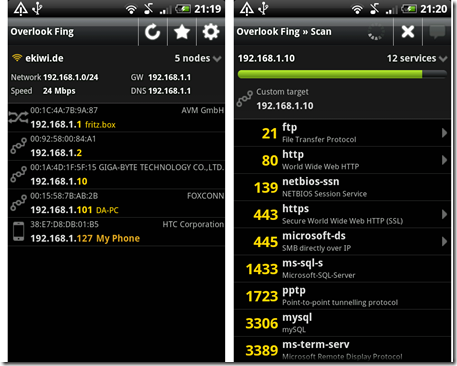 21:19
Overlook Fing
ekiwi.de 5 nodes
Network 192.168.1.0/24 GW 192.168.1.1
Speed 24 Mbps DNS 192.168.1.1
00:1C:4A:7B:9A:87 AVM GmbH
192.168.1.1 fritz.box
00:92:58:00:84:A1
192.168.1.2
00:1A:4D:1F:5F:15 GIGA-BYTE TECHNOLOGY CO.,LTD.
192.168.1.10
00:15:58:7B:AB:2B FOXCONN
192.168.1.101 DA-PC
38:E7:D8:DB:01:B5 HTC Corporation
192.168.1.127 My Phone
21:20
Overlook Fing » Scan
192.168.1.10 12 services
Custom target
192.168.1.10
21 ftp
File Transfer Protocol
80 http
World Wide Web HTTP
139 netbios-ssn
NETBIOS Session Service
443 https
Secure World Wide Web HTTP (SSL)
445 microsoft-ds
SMB directly over IP
1433 ms-sql-s
Microsoft-SQL-Server
1723 pptp
Point-to-point tunnelling protocol
3306 mysql
mySQL
3389 ms-term-serv
Microsoft Remote Display Protocol